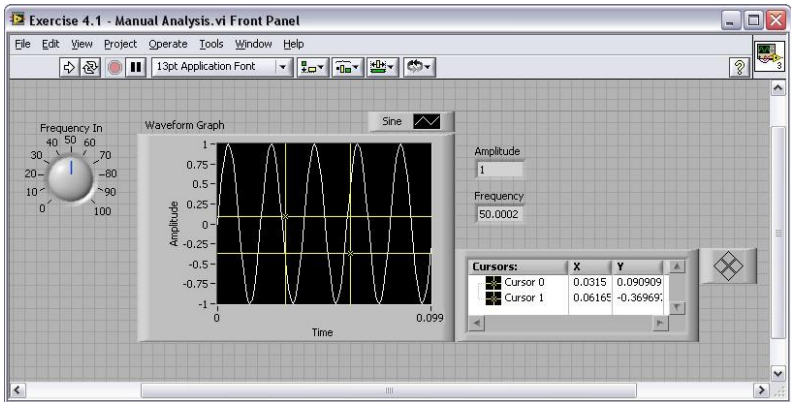 Exercise 4.1 - Manual Analysis.vi Front Panel
File Edit View Project Operate Tools Window Help
13pt Application Font
?
3
Frequency In
0 10 20 30 40 50 60 70 80 90 100
Waveform Graph
Sine
Amplitude
1
0.75
0.5
0.25
0
-0.25
-0.5
-0.75
-1
0 0.099
Time
Amplitude
1
Frequency
50.0002
Cursors: X Y
Cursor 0 0.0315 0.090909
Cursor 1 0.06165 -0.36969